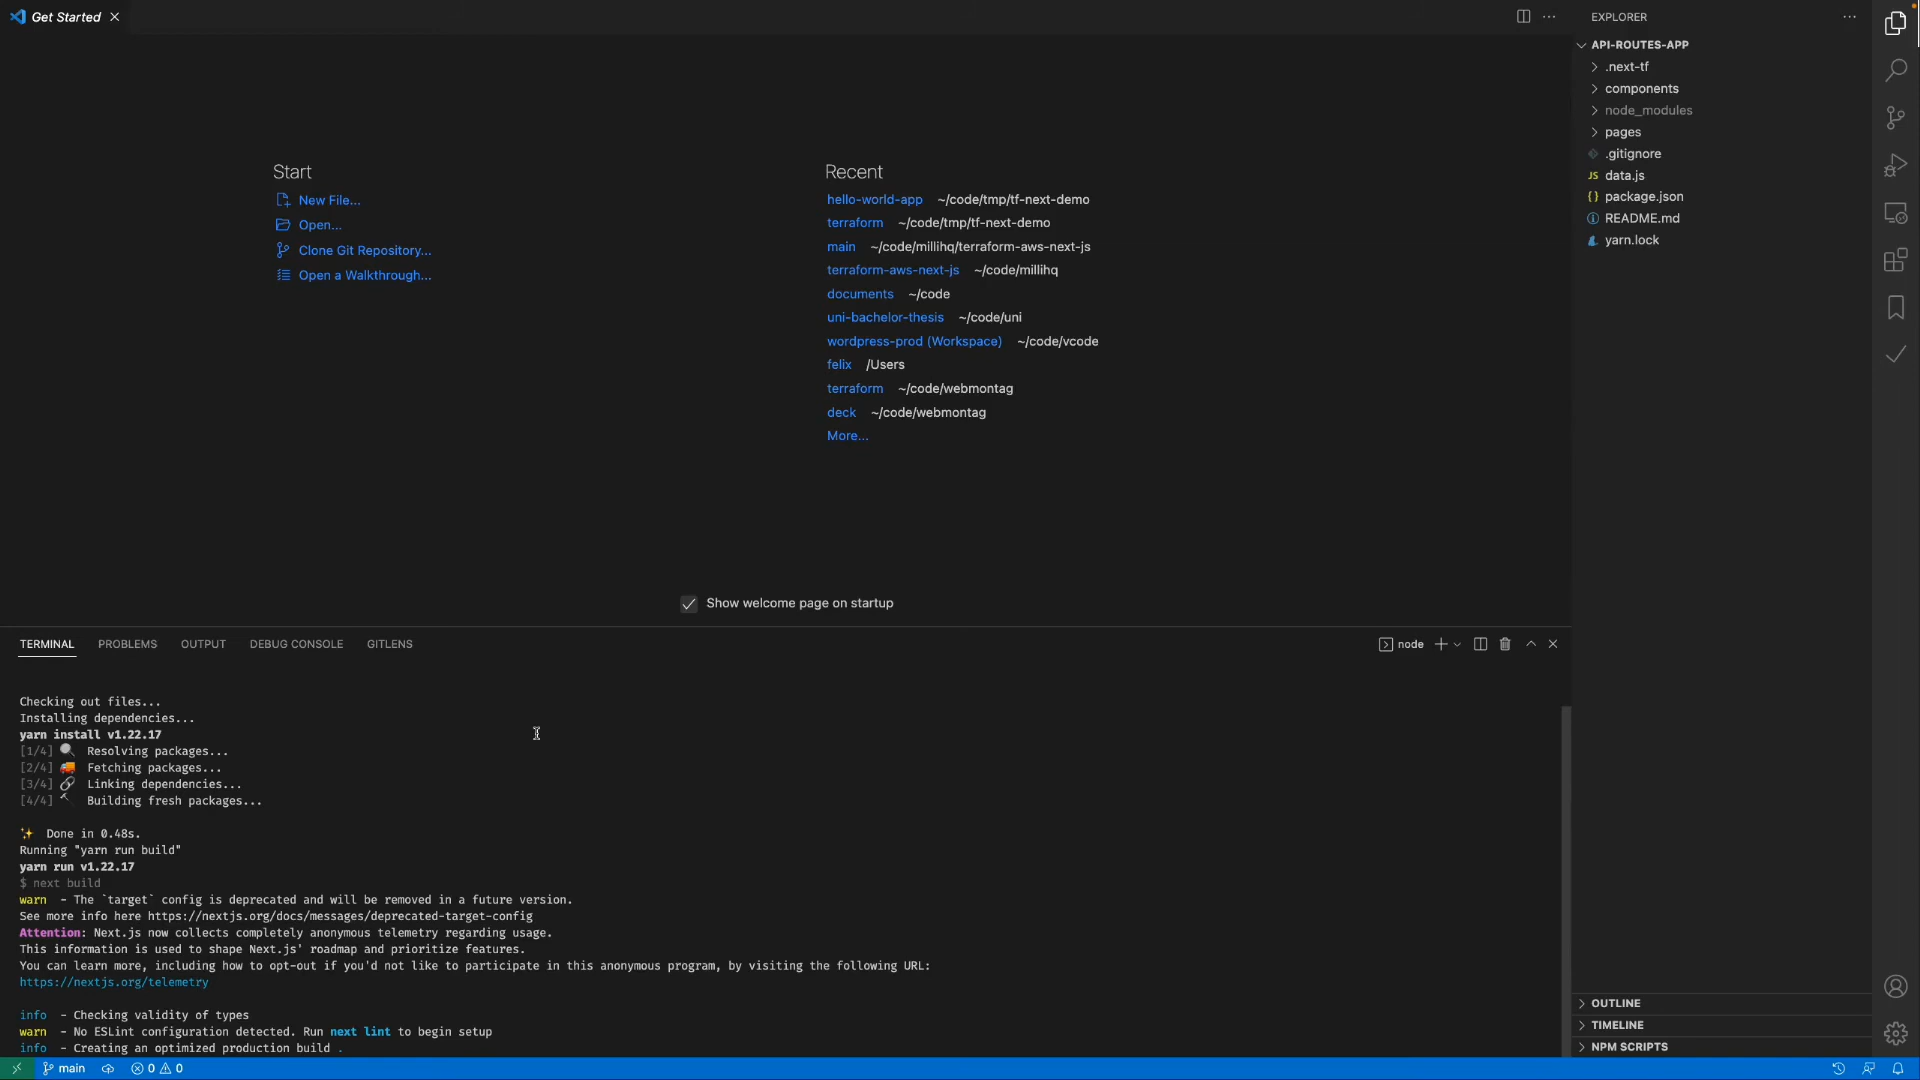 Get Started
EXPLORER
API-ROUTES-APP
.next-tf
components
node_modules
pages
.gitignore
JS data.js
{} package.json
README.md
yarn.lock
Start
New File...
Open...
Clone Git Repository...
Open a Walkthrough...
Recent
hello-world-app ~/code/tmp/tf-next-demo
terraform ~/code/tmp/tf-next-demo
main ~/code/millihq/terraform-aws-next-js
terraform-aws-next-js ~/code/millihq
documents ~/code
uni-bachelor-thesis ~/code/uni
wordpress-prod (Workspace) ~/code/vcode
felix /Users
terraform ~/code/webmontag
deck ~/code/webmontag
More...
Show welcome page on startup
TERMINAL PROBLEMS OUTPUT DEBUG CONSOLE GITLENS
node
Checking out files...
Installing dependencies...
yarn install v1.22.17
[1/4] 🔍 Resolving packages...
[2/4] 🚚 Fetching packages...
[3/4] 🔗 Linking dependencies...
[4/4] 🔨 Building fresh packages...
✨ Done in 0.48s.
Running "yarn run build"
yarn run v1.22.17
$ next build
warn - The `target` config is deprecated and will be removed in a future version.
See more info here https://nextjs.org/docs/messages/deprecated-target-config
Attention: Next.js now collects completely anonymous telemetry regarding usage.
This information is used to shape Next.js' roadmap and prioritize features.
You can learn more, including how to opt-out if you'd not like to participate in this anonymous program, by visiting the following URL:
https://nextjs.org/telemetry
info - Checking validity of types
warn - No ESLint configuration detected. Run next lint to begin setup
info - Creating an optimized production build .
OUTLINE
TIMELINE
NPM SCRIPTS
main 0 0